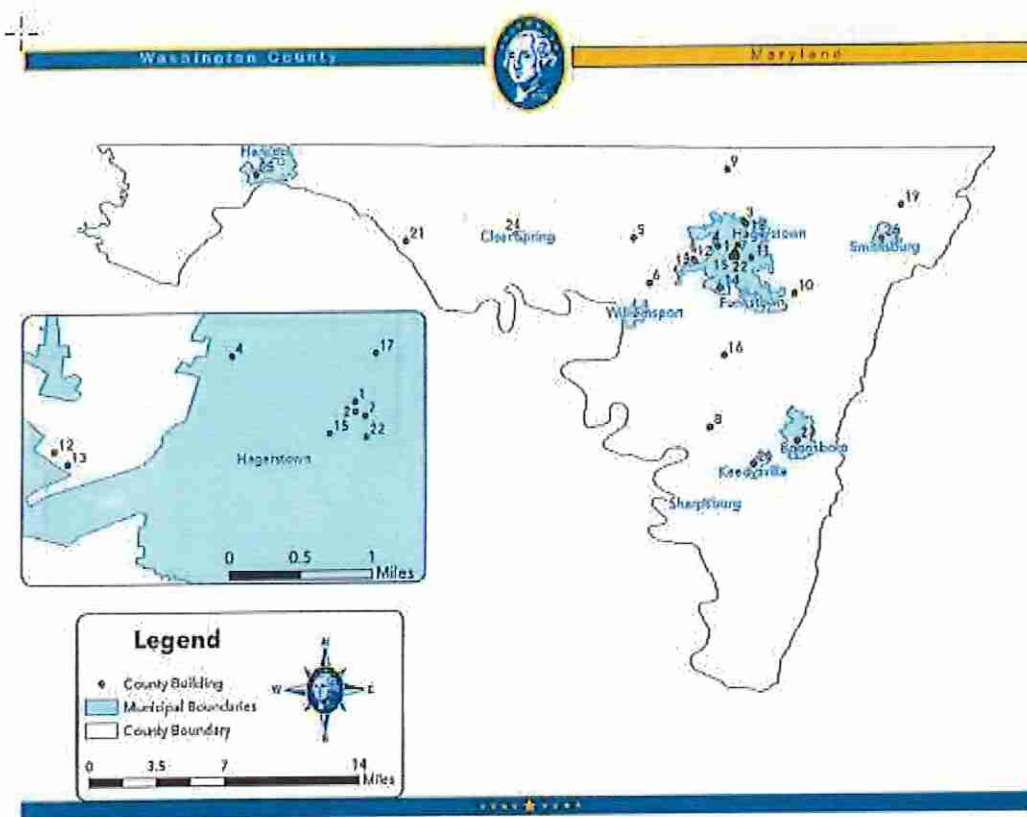 Washington County
Maryland
9
19
3
24
Clear Spring
21
5
Hagerstown
26
Smithsburg
4
12
11
15 22
14
6
10
Funkstown
Williamsport
16
8
Boonsboro
Keedysville
Sharpsburg
4
17
1
2
7
15
22
12
13
Hagerstown
0 0.5 1
Miles
Legend
N
W
E
County Building
Municipal Boundaries
County Boundary
0 3.5 7 14
Miles